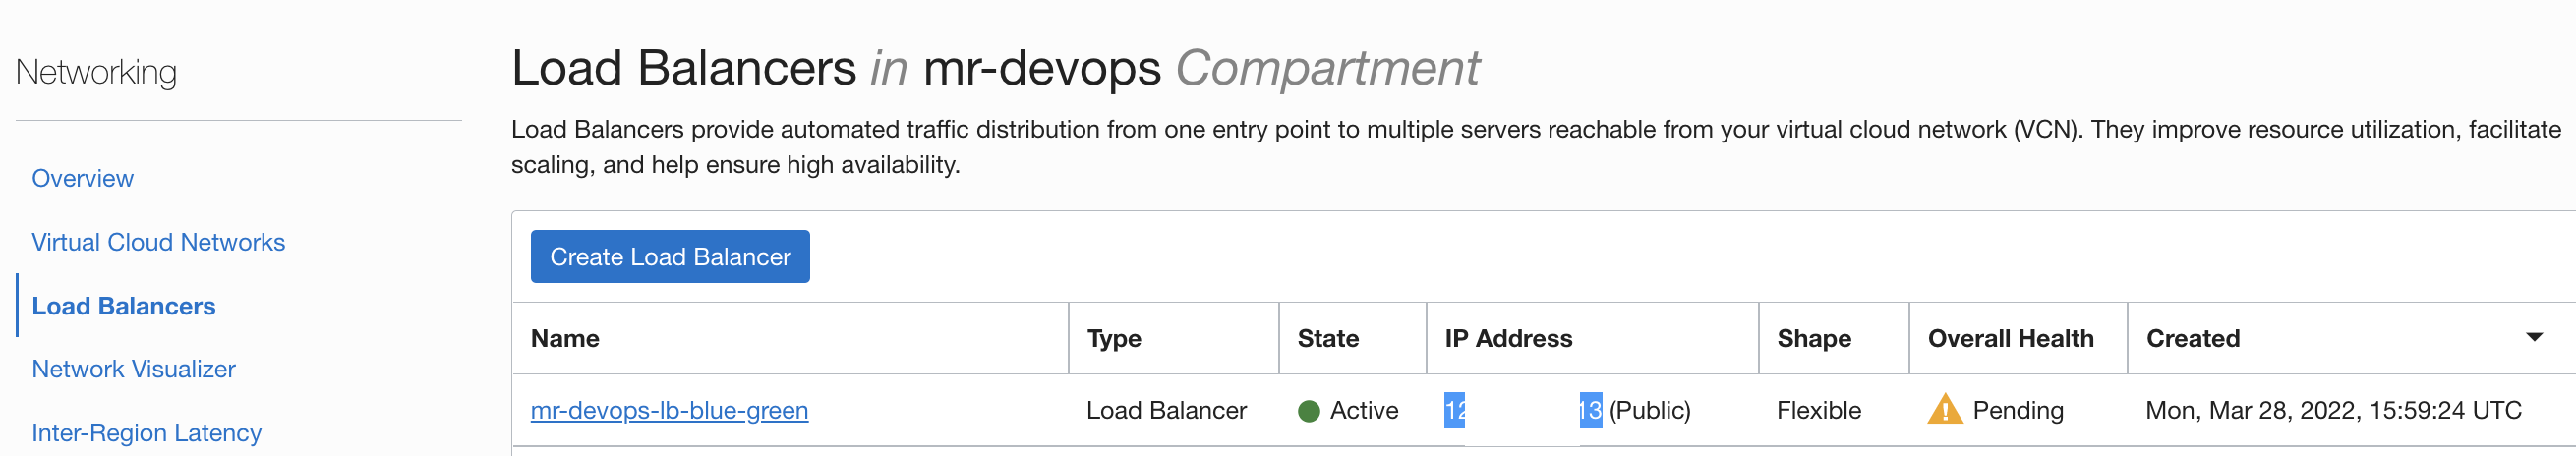 Networking
Overview
Virtual Cloud Networks
Load Balancers
Network Visualizer
Inter-Region Latency
Load Balancers in mr-devops Compartment
Load Balancers provide automated traffic distribution from one entry point to multiple servers reachable from your virtual cloud network (VCN). They improve resource utilization, facilitate
scaling, and help ensure high availability.
Create Load Balancer
Name Type State IP Address Shape Overall Health Created
mr-devops-lb-blue-green Load Balancer Active 12 13 (Public) Flexible Pending Mon, Mar 28, 2022, 15:59:24 UTC